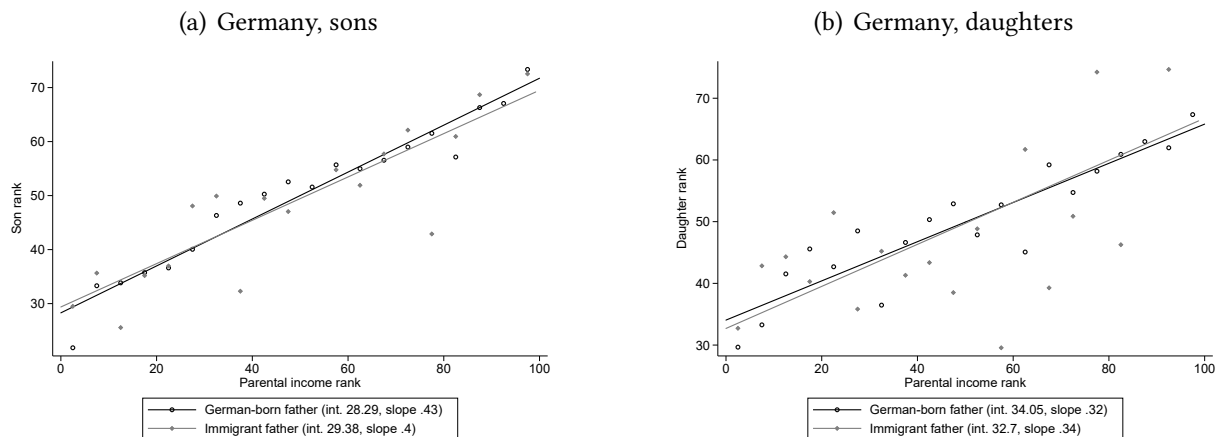 (a) Germany, sons
70
60
50
40
30
Son rank
0 20 40 60 80 100
Parental income rank
German-born father (int. 28.29, slope .43)
Immigrant father (int. 29.38, slope .4)
(b) Germany, daughters
70
60
50
40
30
Daughter rank
0 20 40 60 80 100
Parental income rank
German-born father (int. 34.05, slope .32)
Immigrant father (int. 32.7, slope .34)